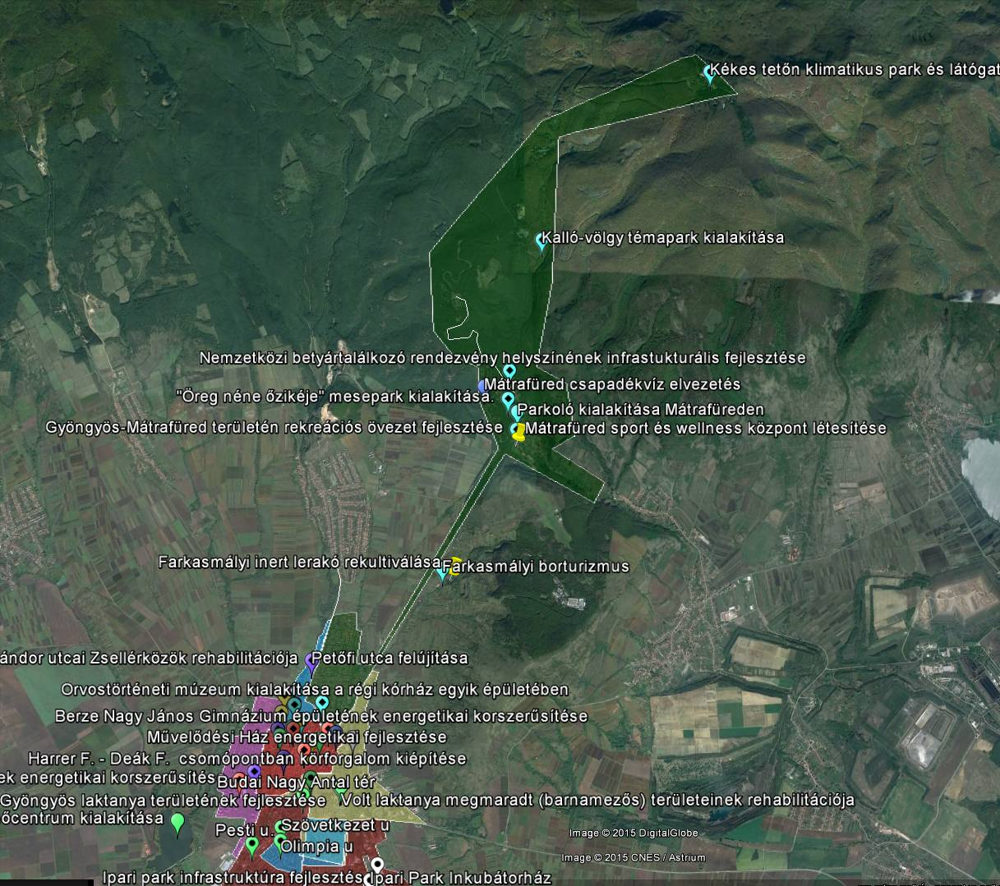 Kékes tetőn klimatikus park és látógat
Kalló-völgy témapark kialakítása
Nemzetközi betyártalálkozó rendezvény helyszínének infrastukturális fejlesztése
Mátrafüred csapadékvíz elvezetés
"Öreg néne őzikéje" mesepark kialakítása.
Parkoló kialakítása Mátrafüreden
Gyöngyös-Mátrafüred területén rekreációs övezet fejlesztése
Mátrafüred sport és wellness központ létesítése
Farkasmályi inert lerakó rekultiválása
Farkasmályi borturizmus
ándor utcai Zsellérközök rehabilitációja
Petőfi utca felújítása
Orvostörténeti múzeum kialakítása a régi kórház egyik épületében
Berze Nagy János Gimnázium épületének energetikai korszerűsítése
Művelődési Ház energetikai fejlesztése
Harrer F. - Deák F. csomópontban körforgalom kiépítése
ek energetikai korszerűsítés
Budai Nagy Antal tér
Gyöngyös laktanya területének fejlesztése
Volt laktanya megmaradt (barnamezős) területeinek rehabilitációja
őcentrum kialakítása
Pesti u.
Szövetkezet u
Olimpia u
Image © 2015 DigitalGlobe
Image © 2015 CNES / Astrium
Ipari park infrastruktúra fejlesztés
Ipari Park Inkubátorház